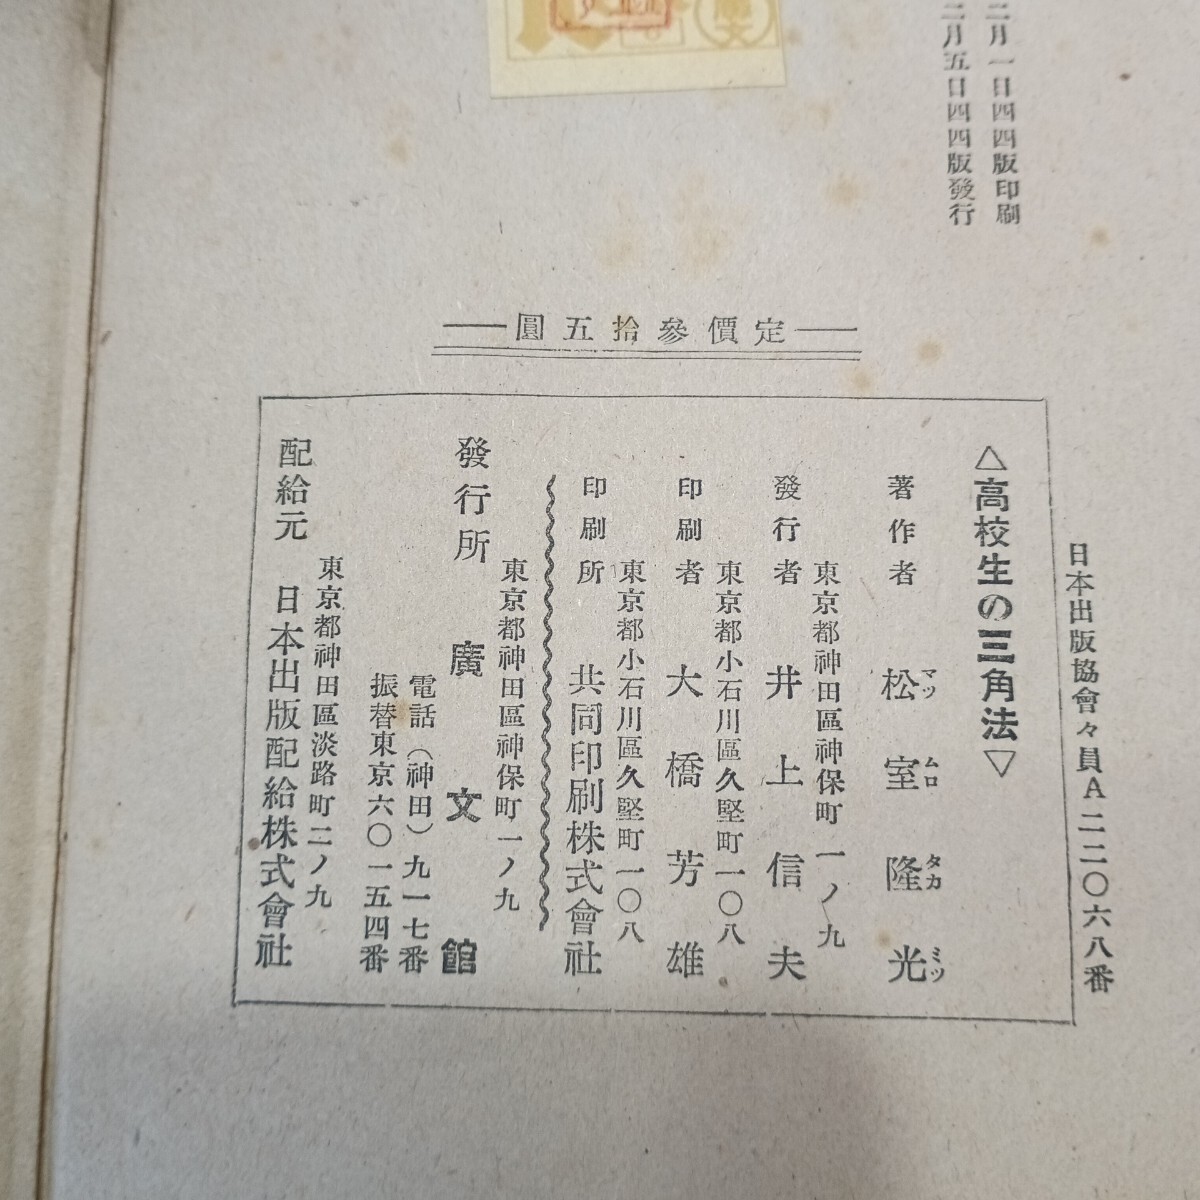 二月一日四四版印刷
二月五日四四版發行
定價參拾五圓
日本出版協會々員A二二〇六八番
△高校生の三角法▽
著作者 松室隆光
マツ ムロ タカ ミツ
東京都神田區神保町一ノ九
發行者 井上信夫
東京都小石川區久堅町一〇八
印刷者 大橋芳雄
東京都小石川區久堅町一〇八
印刷所 共同印刷株式會社
東京都神田區神保町一ノ九
發行所 廣文館
電話(神田)九一七番
振替東京六〇一五四番
東京都神田區淡路町二ノ九
配給元 日本出版配給株式會社